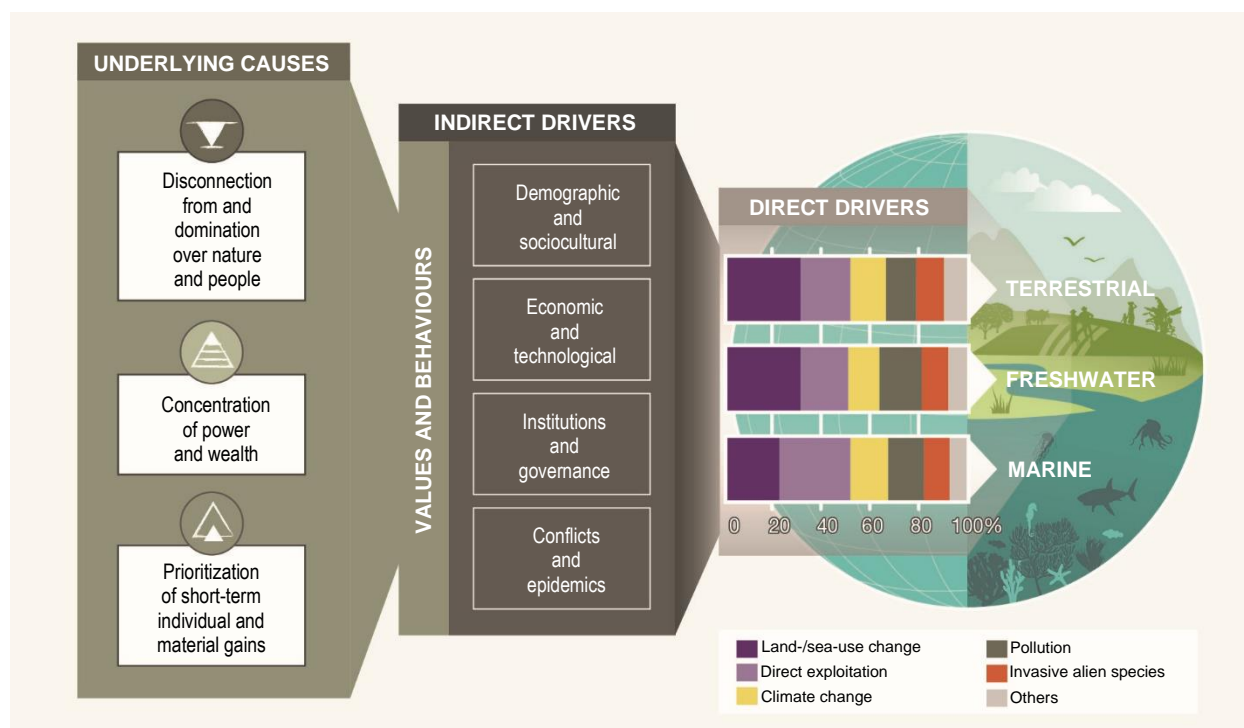 UNDERLYING CAUSES
Disconnection
from and
domination
over nature
and people
Concentration
of power
and wealth
Prioritization
of short-term
individual and
material gains
INDIRECT DRIVERS
VALUES AND BEHAVIOURS
Demographic
and
sociocultural
Economic
and
technological
Institutions
and
governance
Conflicts
and
epidemics
DIRECT DRIVERS
TERRESTRIAL
FRESHWATER
MARINE
0 20 40 60 80 100%
Land-/sea-use change
Direct exploitation
Climate change
Pollution
Invasive alien species
Others